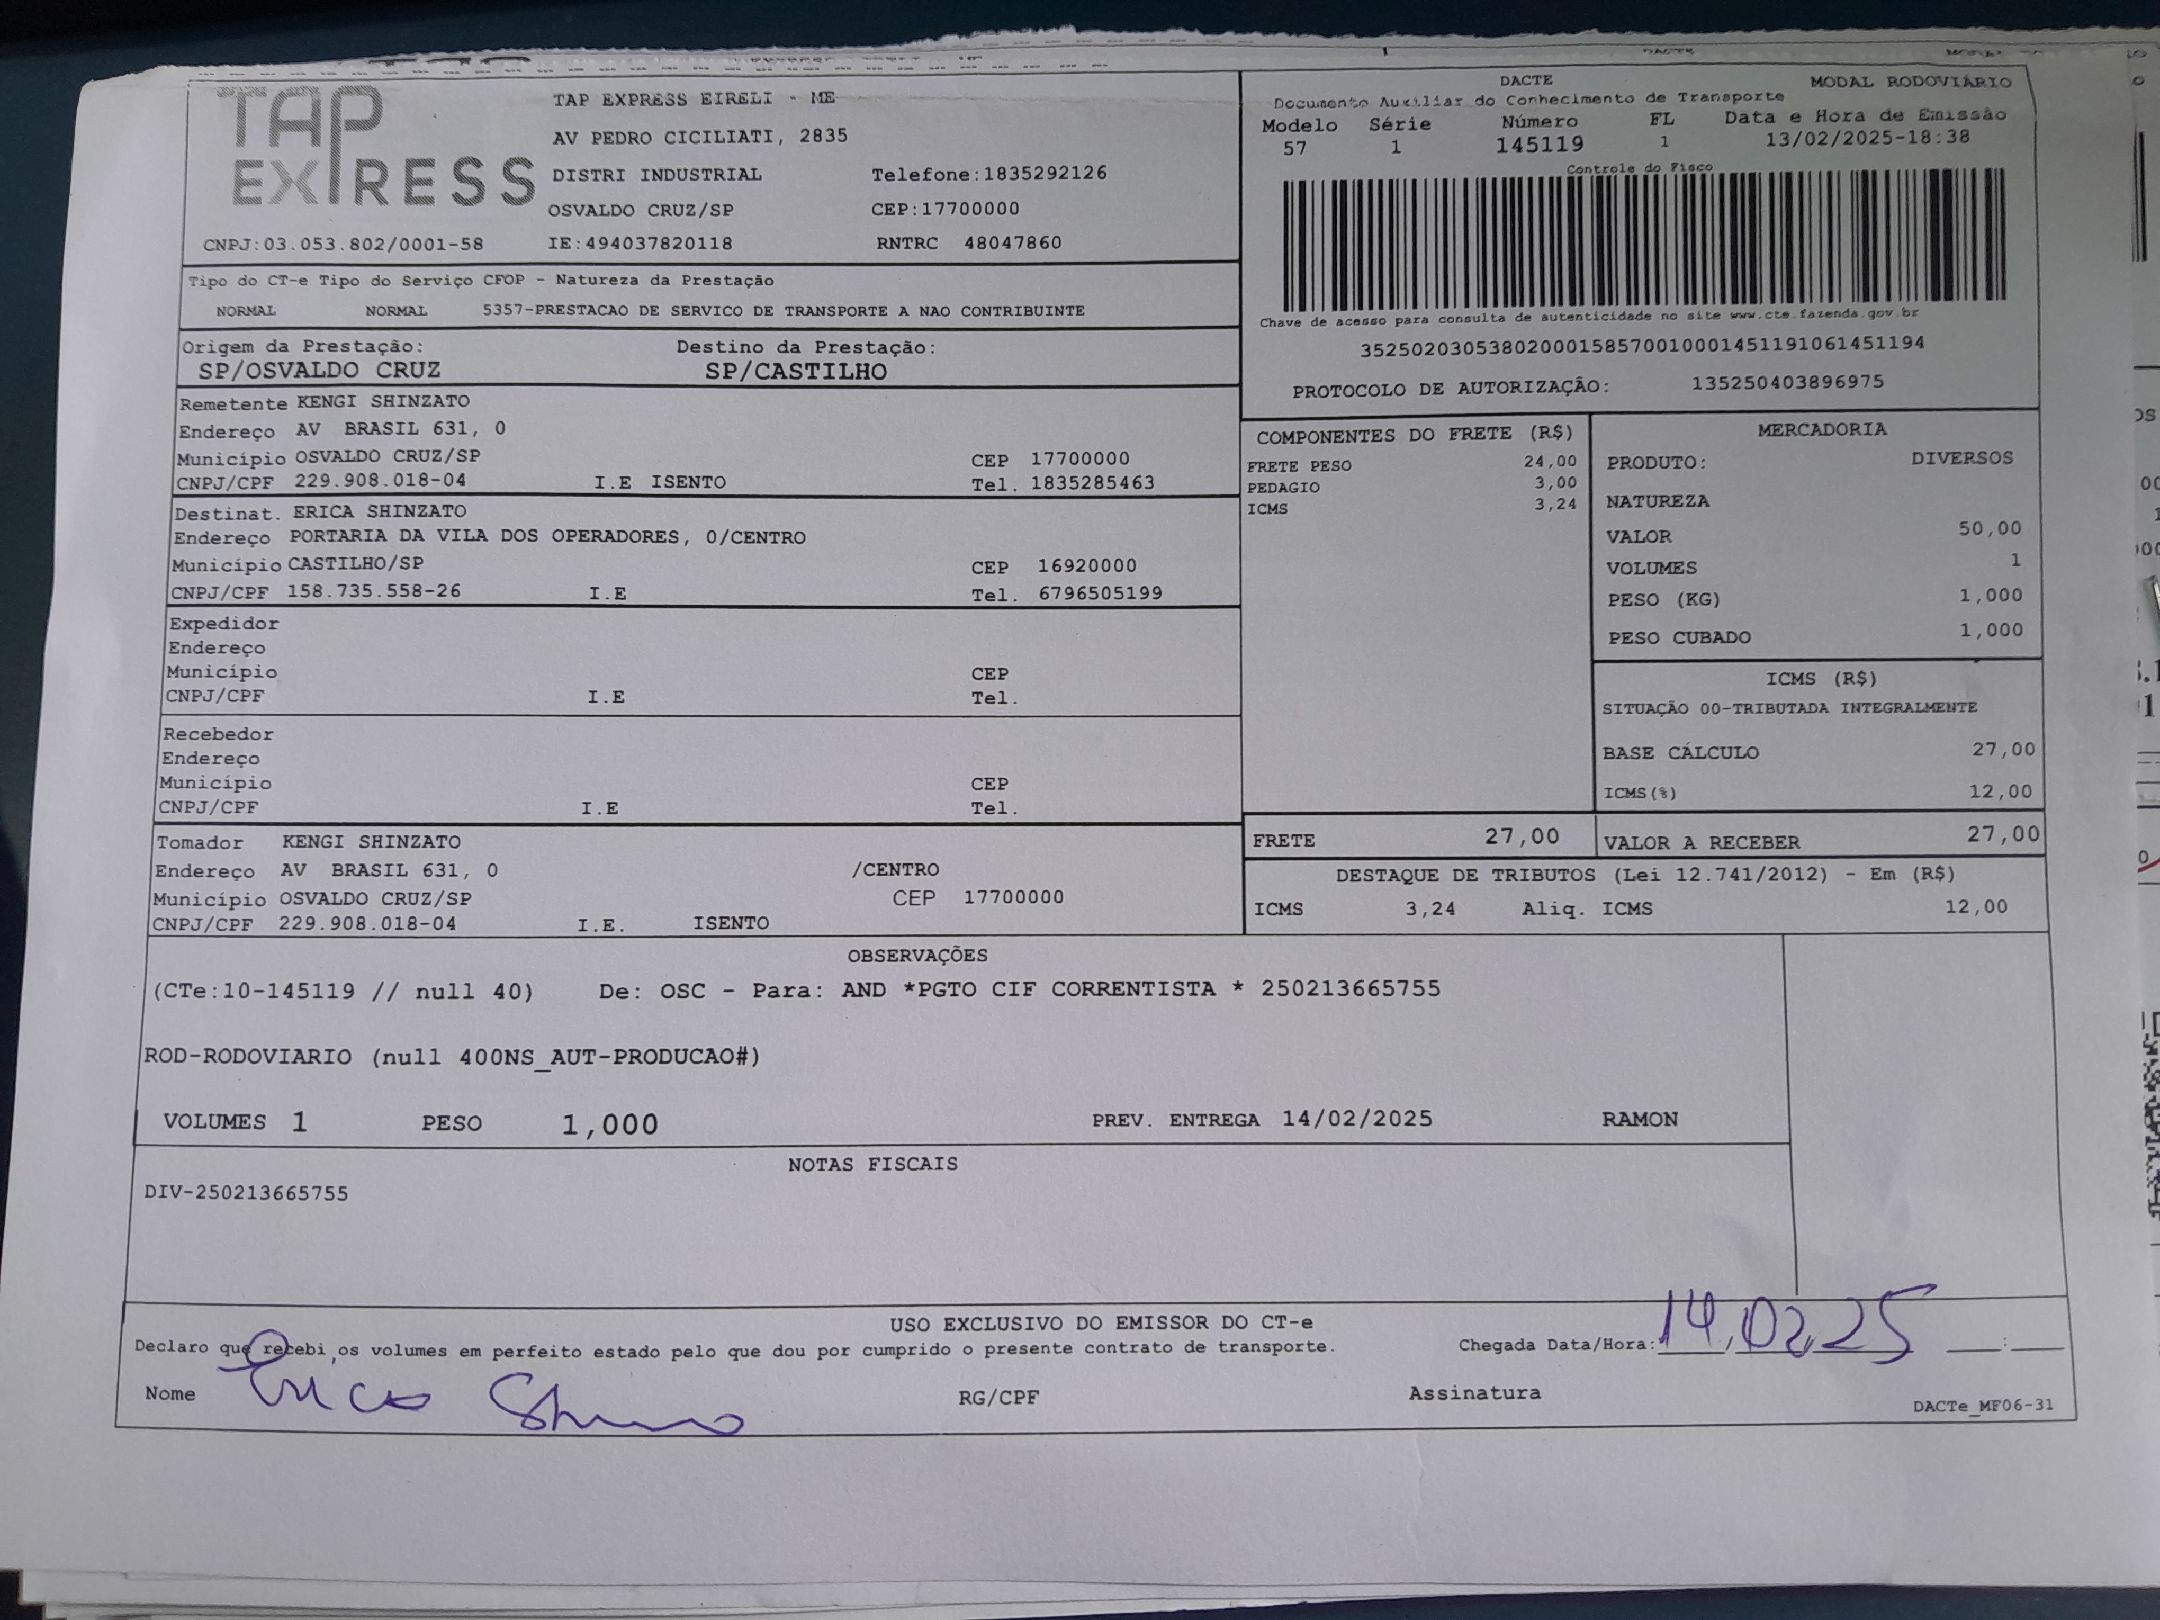 TAP
EXPRESS
TAP EXPRESS EIRELI - ME
AV PEDRO CICILIATI, 2835
DISTRI INDUSTRIAL Telefone:1835292126
OSVALDO CRUZ/SP CEP:17700000
CNPJ:03.053.802/0001-58 IE:494037820118 RNTRC 48047860
DACTE MODAL RODOVIÁRIO
Documento Auxiliar do Conhecimento de Transporte
Modelo Série Número FL Data e Hora de Emissão
57 1 145119 1 13/02/2025-18:38
Controle do Fisco
Chave de acesso para consulta de autenticidade no site www.cte.fazenda.gov.br
35250203053802000158570010001451191061451194
PROTOCOLO DE AUTORIZAÇÃO: 135250403896975
Tipo do CT-e Tipo do Serviço CFOP - Natureza da Prestação
NORMAL NORMAL 5357-PRESTACAO DE SERVICO DE TRANSPORTE A NAO CONTRIBUINTE
Origem da Prestação: Destino da Prestação:
SP/OSVALDO CRUZ SP/CASTILHO
Remetente KENGI SHINZATO
Endereço AV BRASIL 631, 0
Município OSVALDO CRUZ/SP CEP 17700000
CNPJ/CPF 229.908.018-04 I.E ISENTO Tel. 1835285463
Destinat. ERICA SHINZATO
Endereço PORTARIA DA VILA DOS OPERADORES, 0/CENTRO
Município CASTILHO/SP CEP 16920000
CNPJ/CPF 158.735.558-26 I.E Tel. 6796505199
Expedidor
Endereço
Município CEP
CNPJ/CPF I.E Tel.
Recebedor
Endereço
Município CEP
CNPJ/CPF I.E Tel.
Tomador KENGI SHINZATO
Endereço AV BRASIL 631, 0 /CENTRO
Município OSVALDO CRUZ/SP CEP 17700000
CNPJ/CPF 229.908.018-04 I.E. ISENTO
COMPONENTES DO FRETE (R$)
FRETE PESO 24,00
PEDAGIO 3,00
ICMS 3,24
MERCADORIA
PRODUTO: DIVERSOS
NATUREZA
VALOR 50,00
VOLUMES 1
PESO (KG) 1,000
PESO CUBADO 1,000
ICMS (R$)
SITUAÇÃO 00-TRIBUTADA INTEGRALMENTE
BASE CÁLCULO 27,00
ICMS(%) 12,00
FRETE 27,00 VALOR A RECEBER 27,00
DESTAQUE DE TRIBUTOS (Lei 12.741/2012) - Em (R$)
ICMS 3,24 Aliq. ICMS 12,00
OBSERVAÇÕES
(CTe:10-145119 // null 40) De: OSC - Para: AND *PGTO CIF CORRENTISTA * 250213665755
ROD-RODOVIARIO (null 400NS_AUT-PRODUCAO#)
VOLUMES 1 PESO 1,000 PREV. ENTREGA 14/02/2025 RAMON
NOTAS FISCAIS
DIV-250213665755
USO EXCLUSIVO DO EMISSOR DO CT-e
Declaro que recebi os volumes em perfeito estado pelo que dou por cumprido o presente contrato de transporte. Chegada Data/Hora: 14,02,25 :
Nome Erica RG/CPF Assinatura
DACTe_MF06-31